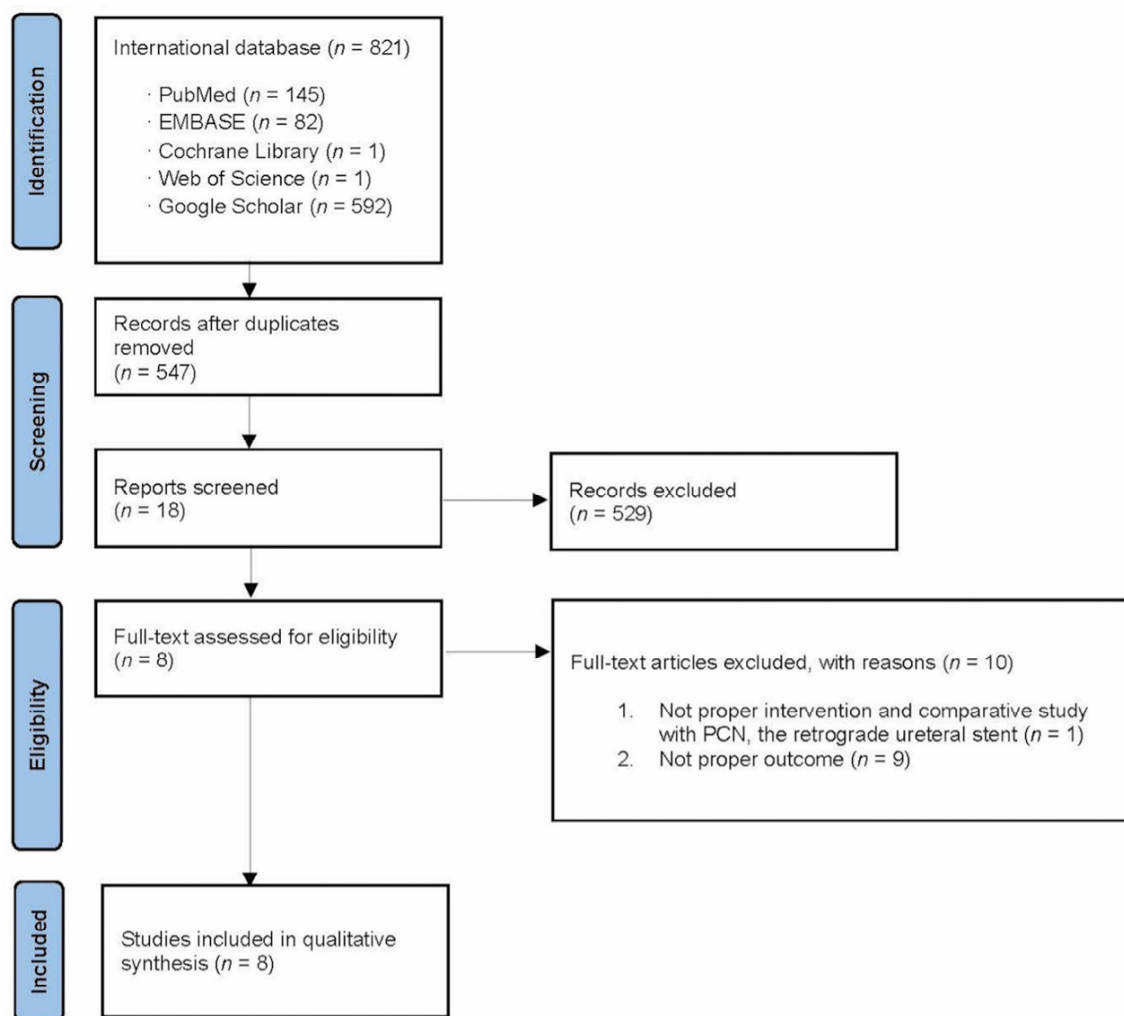 Identification
International database (n = 821)
· PubMed (n = 145)
· EMBASE (n = 82)
· Cochrane Library (n = 1)
· Web of Science (n = 1)
· Google Scholar (n = 592)
Screening
Records after duplicates
removed
(n = 547)
Reports screened
(n = 18)
Records excluded
(n = 529)
Eligibility
Full-text assessed for eligibility
(n = 8)
Full-text articles excluded, with reasons (n = 10)
1. Not proper intervention and comparative study
with PCN, the retrograde ureteral stent (n = 1)
2. Not proper outcome (n = 9)
Included
Studies included in qualitative
synthesis (n = 8)